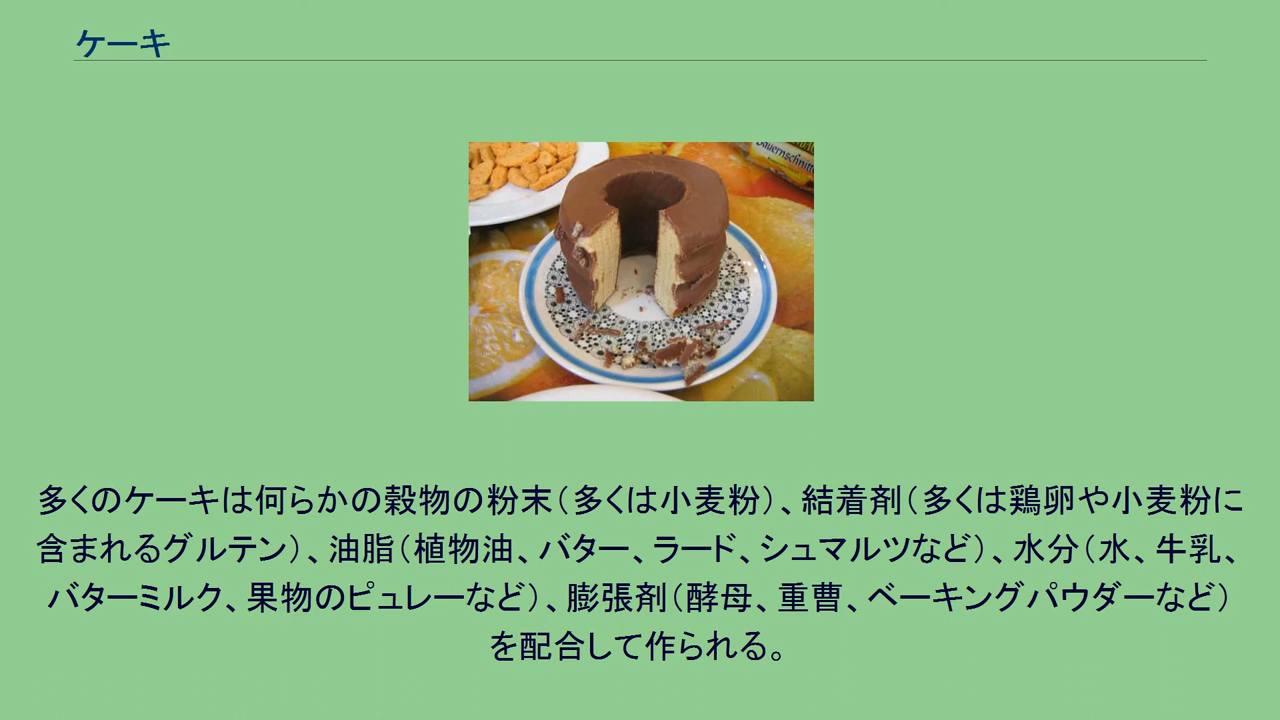 ケーキ
Bauernschnitt
多くのケーキは何らかの穀物の粉末（多くは小麦粉）、結着剤（多くは鶏卵や小麦粉に
含まれるグルテン）、油脂（植物油、バター、ラード、シュマルツなど）、水分（水、牛乳、
バターミルク、果物のピューレーなど）、膨張剤（酵母、重曹、ベーキングパウダーなど）
を配合して作られる。